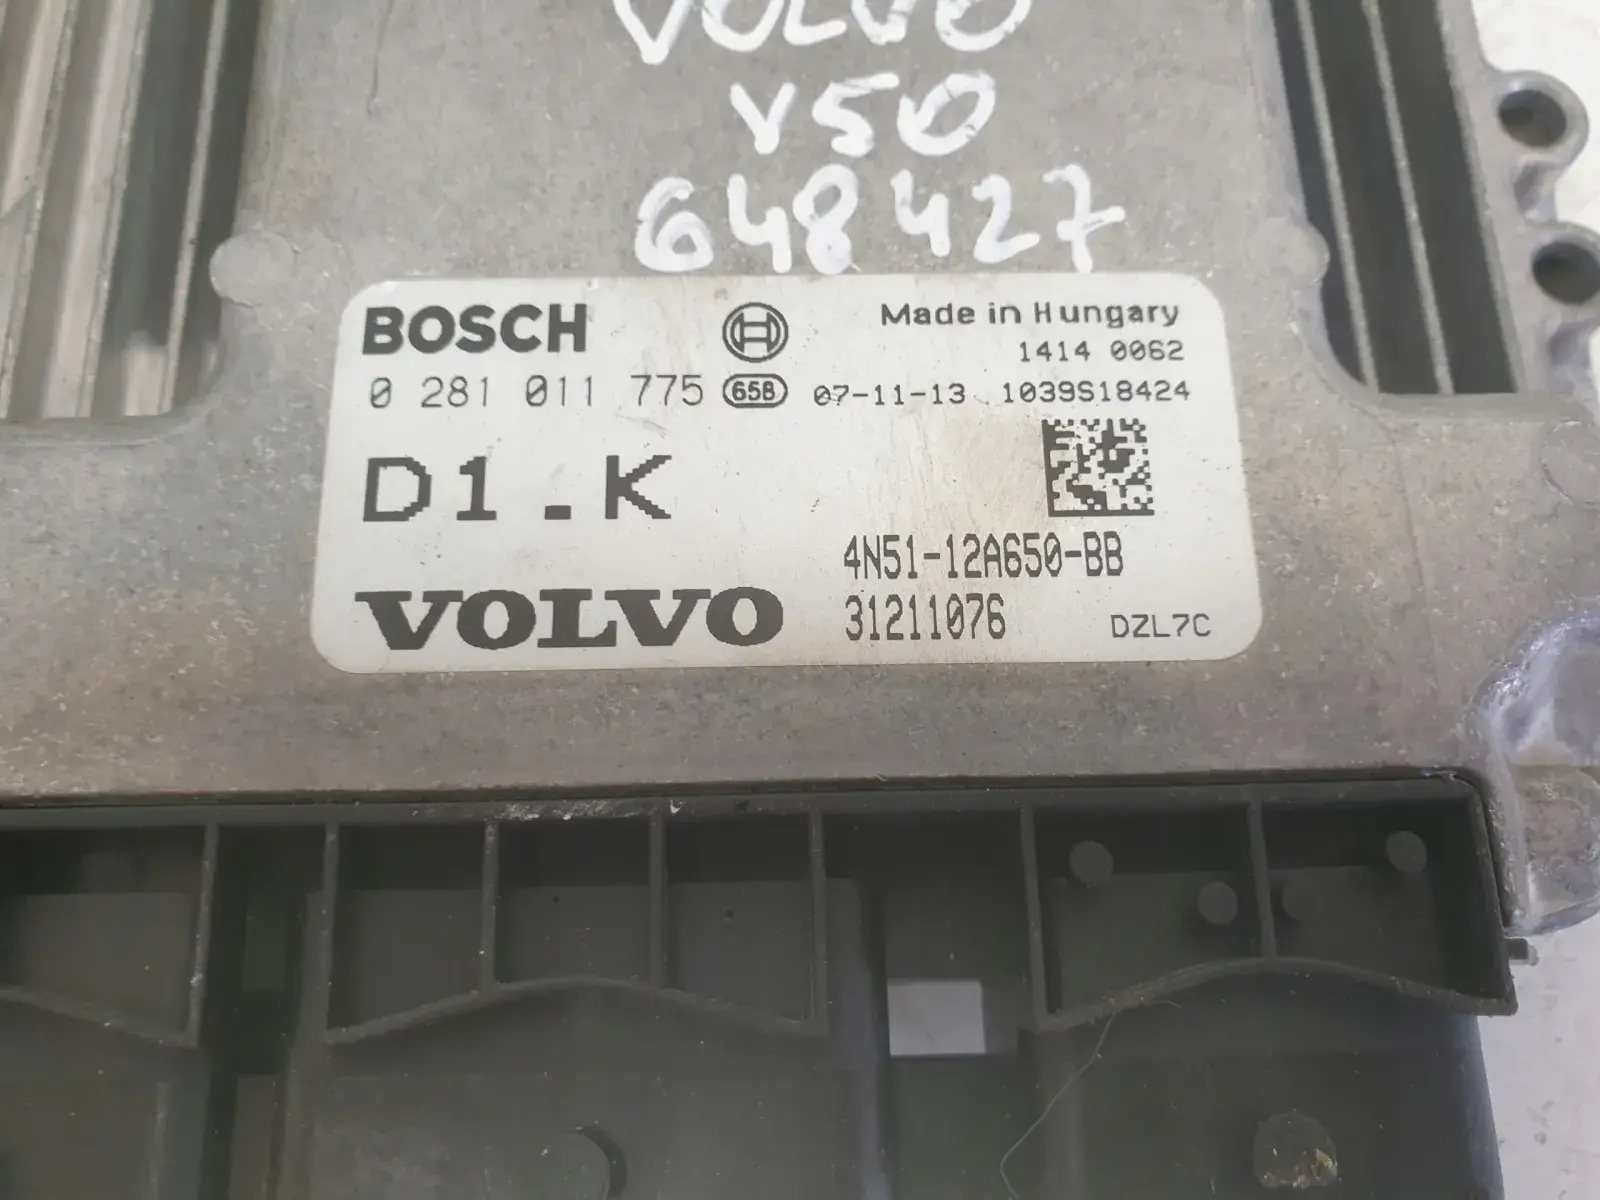 VOLVO
V50
648427
BOSCH
Made in Hungary
1414 0062
0 281 011 775 658 07-11-13 1039S18424
D1.K
4N51-12A650-BB
VOLVO 31211076 DZL7C